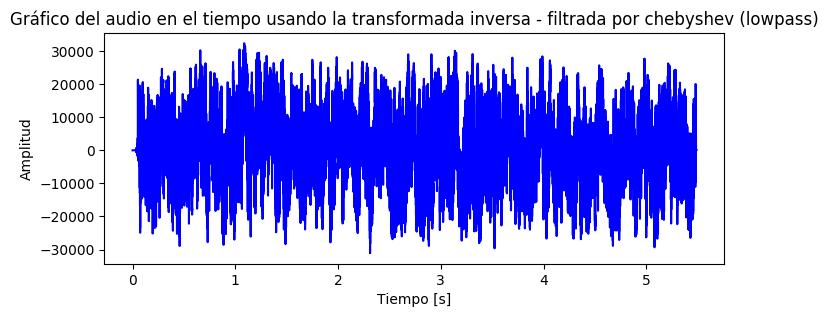 Gráfico del audio en el tiempo usando la transformada inversa - filtrada por chebyshev (lowpass)
30000
20000
10000
0
−10000
−20000
−30000
Amplitud
0 1 2 3 4 5
Tiempo [s]